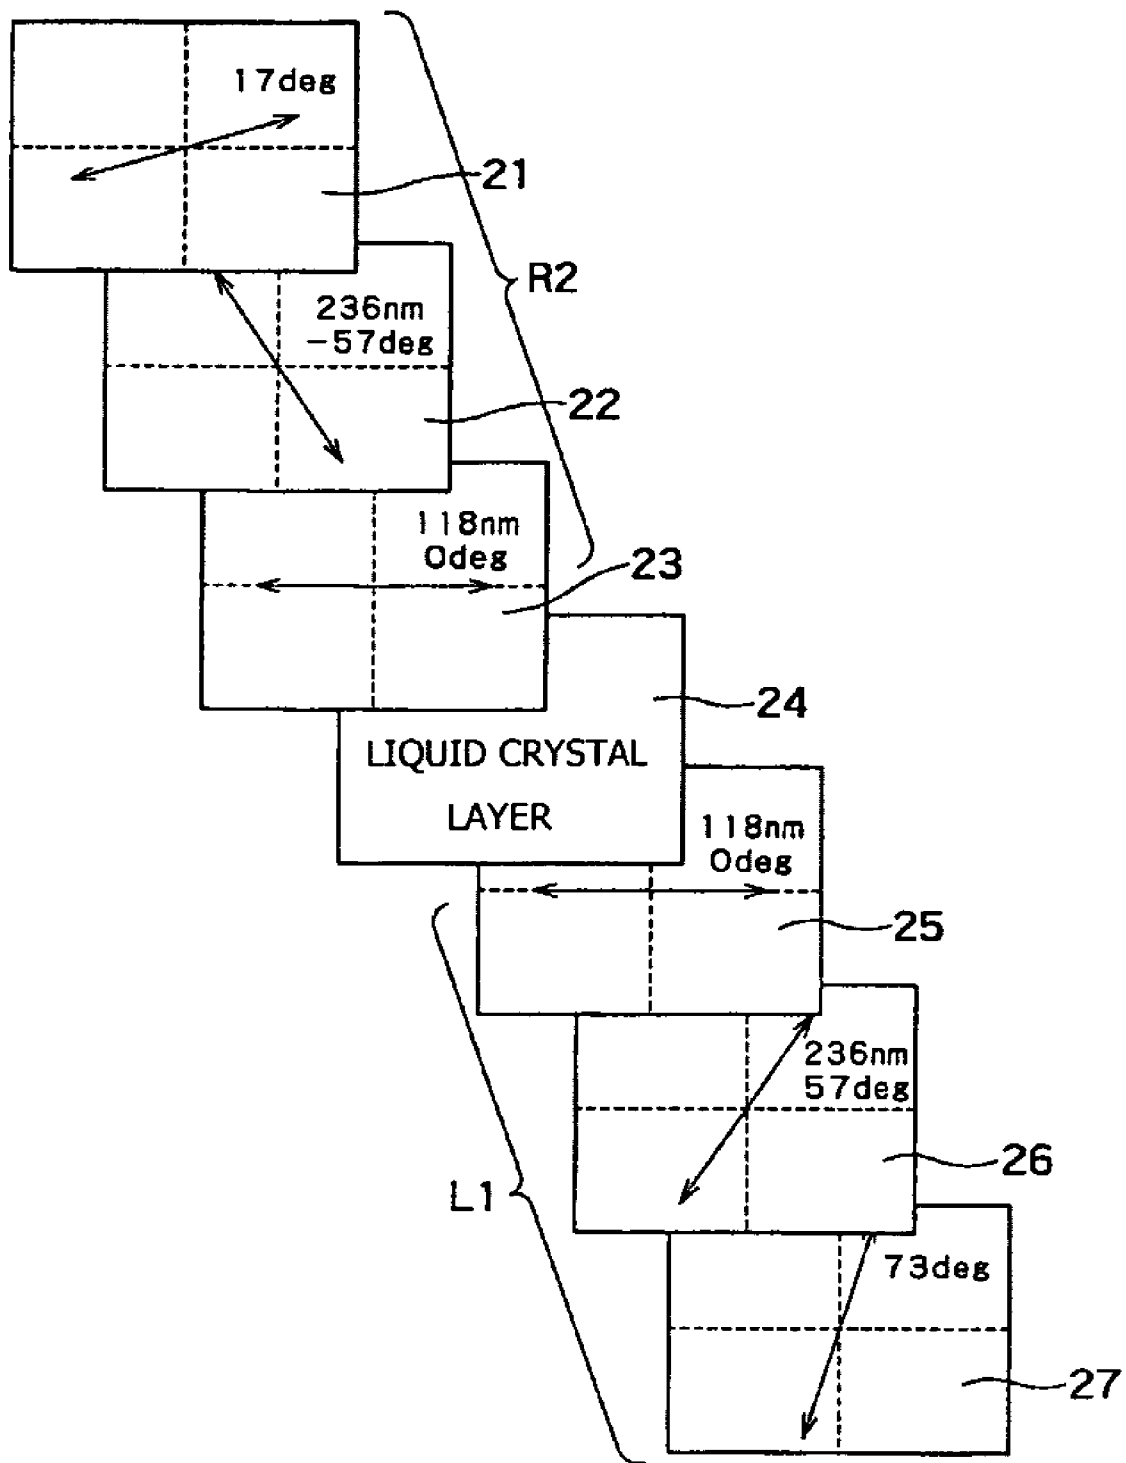 17deg
21
R2
236nm
-57deg
22
118nm
0deg
23
24
LIQUID CRYSTAL
LAYER
118nm
0deg
25
236nm
57deg
26
L1
73deg
27